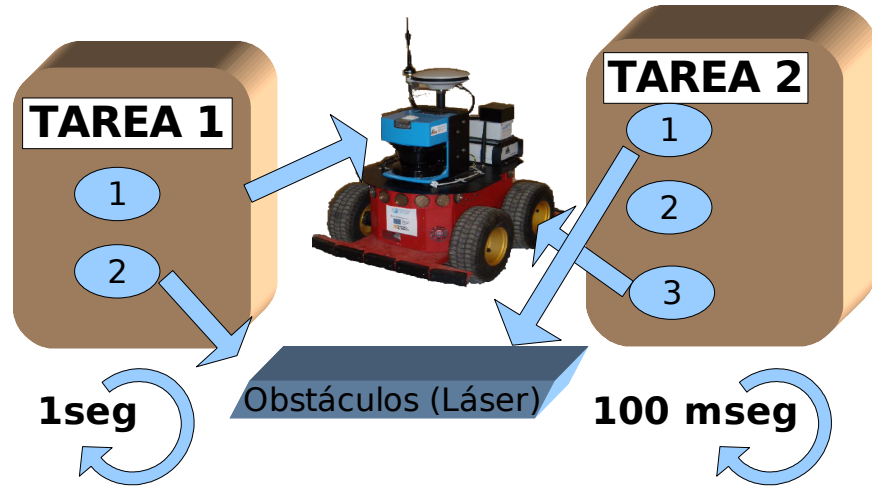 TAREA 1
1
2
1seg
TAREA 2
1
2
3
100 mseg
Obstáculos (Láser)